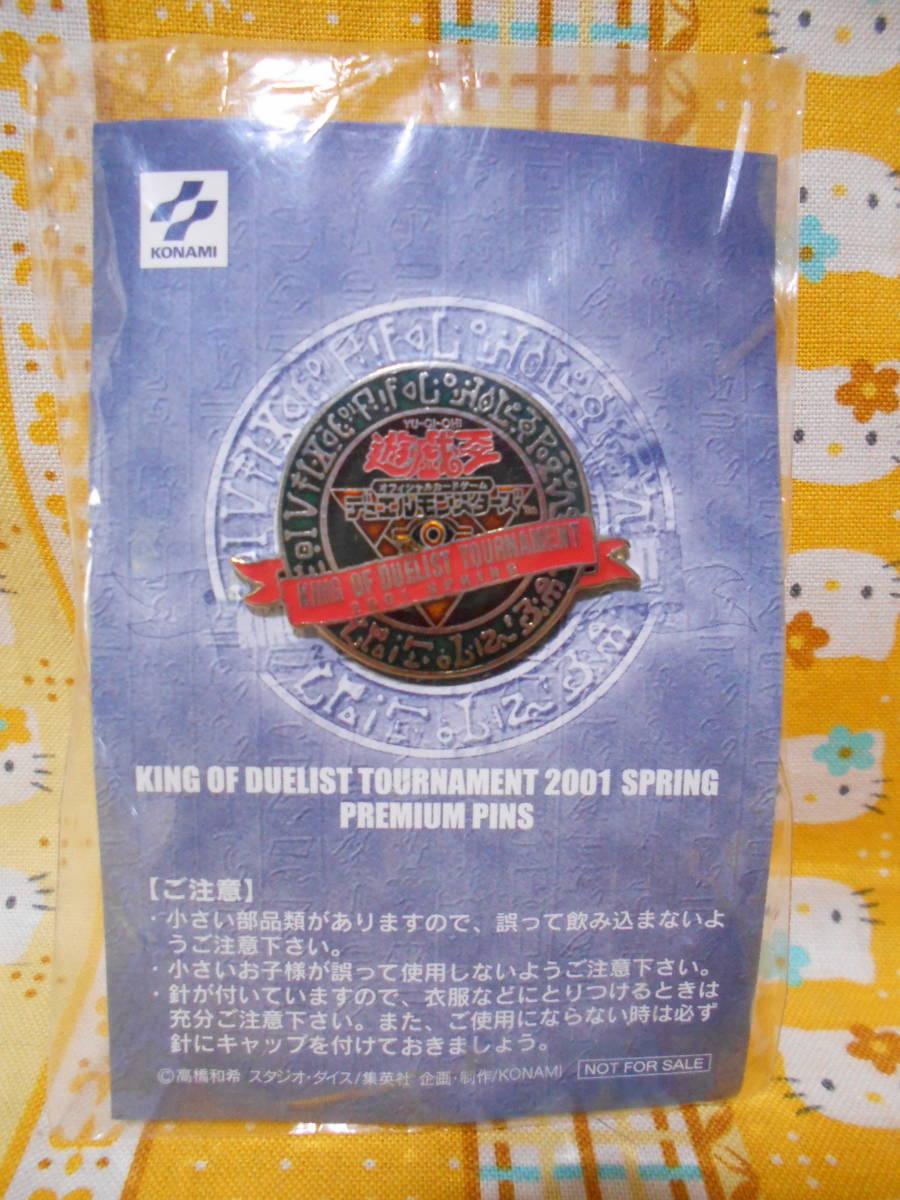 KONAMI
YU-GI-OH!
遊戯王
オフィシャルカードゲーム
デュエルモンスターズ
KING OF DUELIST TOURNAMENT
2001 SPRING
KING OF DUELIST TOURNAMENT 2001 SPRING
PREMIUM PINS
【ご注意】
・小さい部品類がありますので、誤って飲み込まないよ
うご注意下さい。
・小さいお子様が誤って使用しないようご注意下さい。
・針が付いていますので、衣服などにとりつけるときは
充分ご注意下さい。また、ご使用にならない時は必ず
針にキャップを付けておきましょう。
©高橋和希 スタジオ・ダイス/集英社 企画・制作/KONAMI
NOT FOR SALE